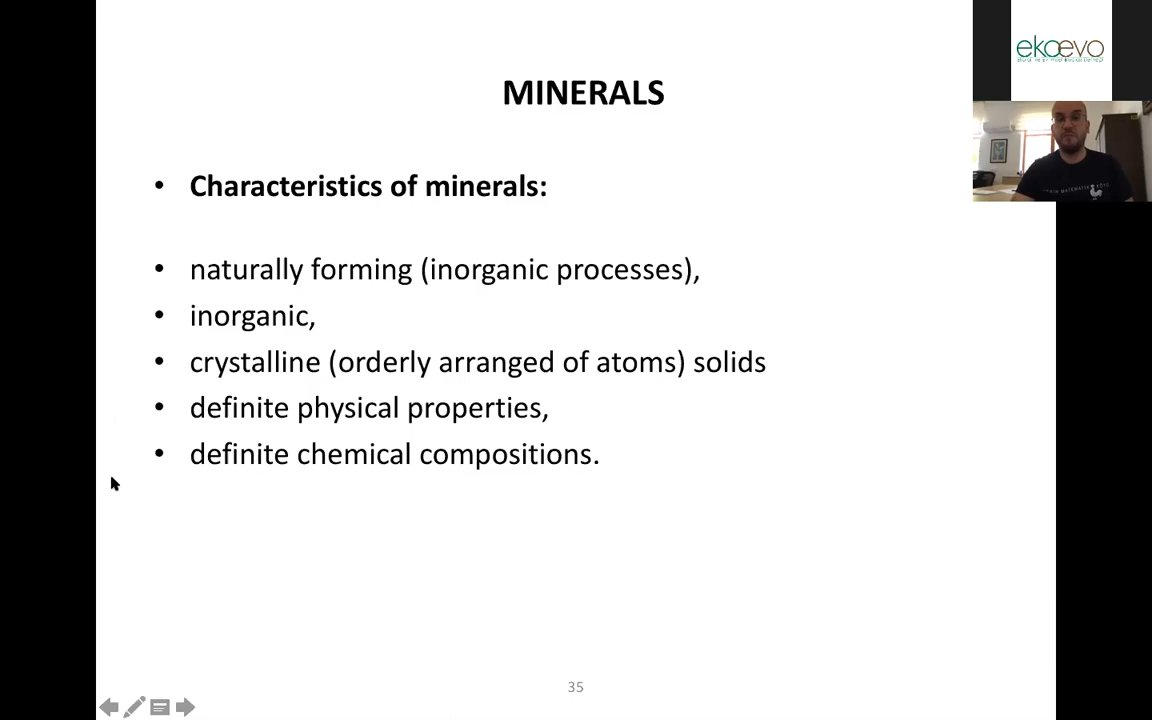 ekoevo
MINERALS
• Characteristics of minerals:
• naturally forming (inorganic processes),
• inorganic,
• crystalline (orderly arranged of atoms) solids
• definite physical properties,
• definite chemical compositions.
35